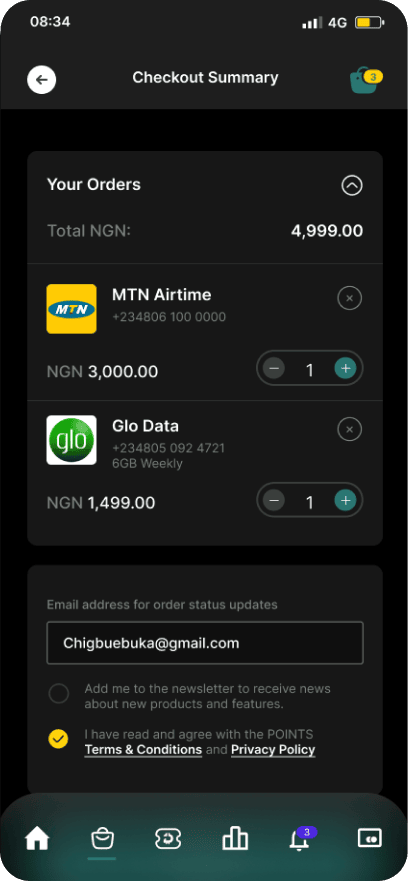 08:34 4G
Checkout Summary 3
Your Orders
Total NGN: 4,999.00
MTN
MTN Airtime
+234806 100 0000
NGN 3,000.00 1
glo
Glo Data
+234805 092 4721
6GB Weekly
NGN 1,499.00 1
Email address for order status updates
Chigbuebuka@gmail.com
Add me to the newsletter to receive news
about new products and features.
I have read and agree with the POINTS
Terms & Conditions and Privacy Policy
3